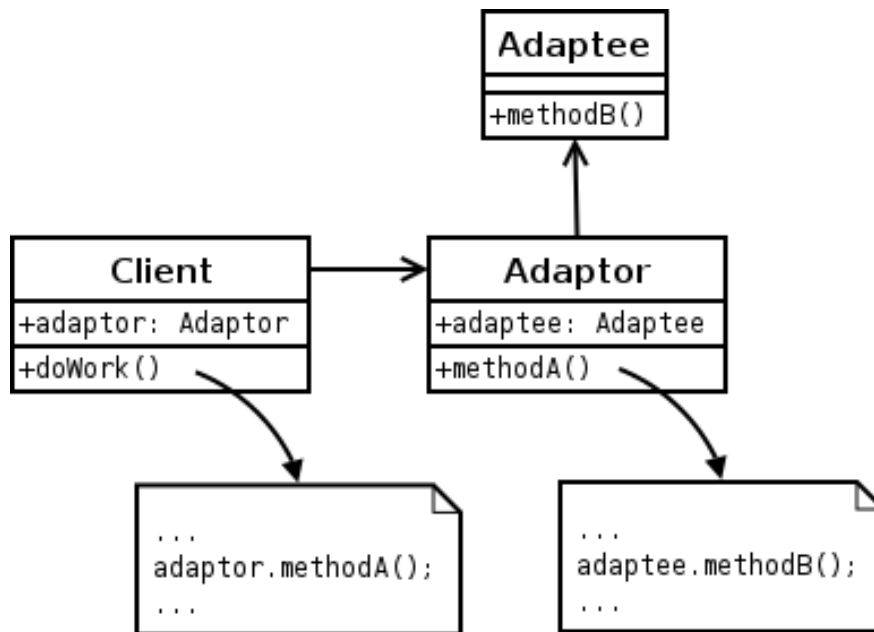 Adaptee
+methodB()
Client
+adaptor: Adaptor
+doWork()
Adaptor
+adaptee: Adaptee
+methodA()
...
adaptor.methodA();
...
...
adaptee.methodB();
...